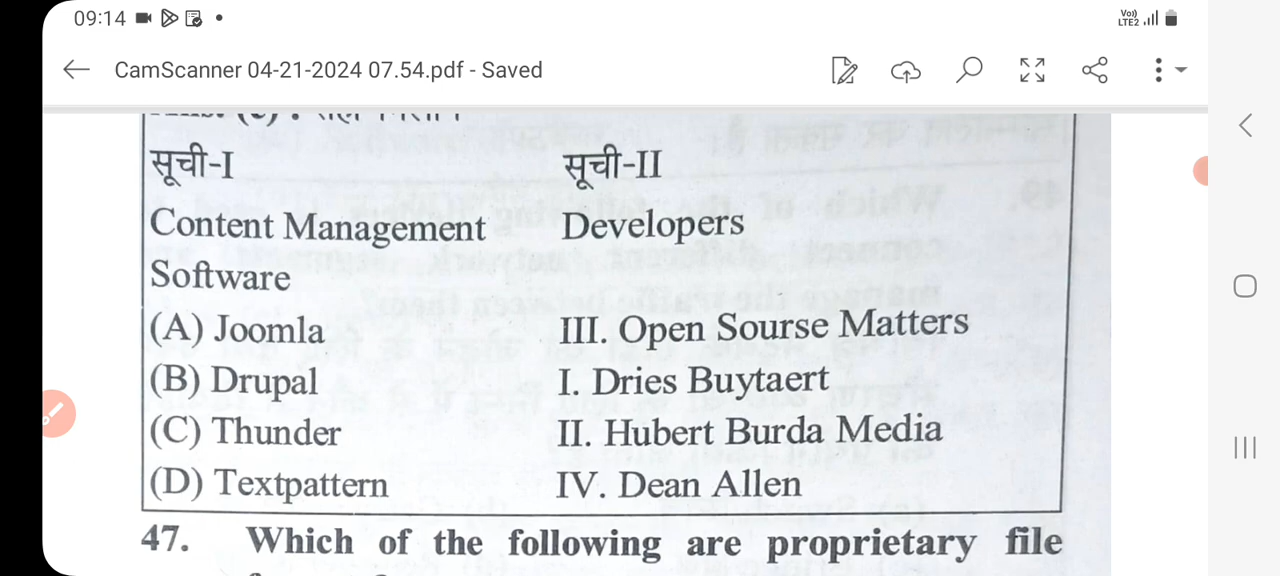 09:14
Vo)) LTE2
CamScanner 04-21-2024 07.54.pdf - Saved
सूची-I सूची-II
Content Management Developers
Software
(A) Joomla III. Open Sourse Matters
(B) Drupal I. Dries Buytaert
(C) Thunder II. Hubert Burda Media
(D) Textpattern IV. Dean Allen
47. Which of the following are proprietary file